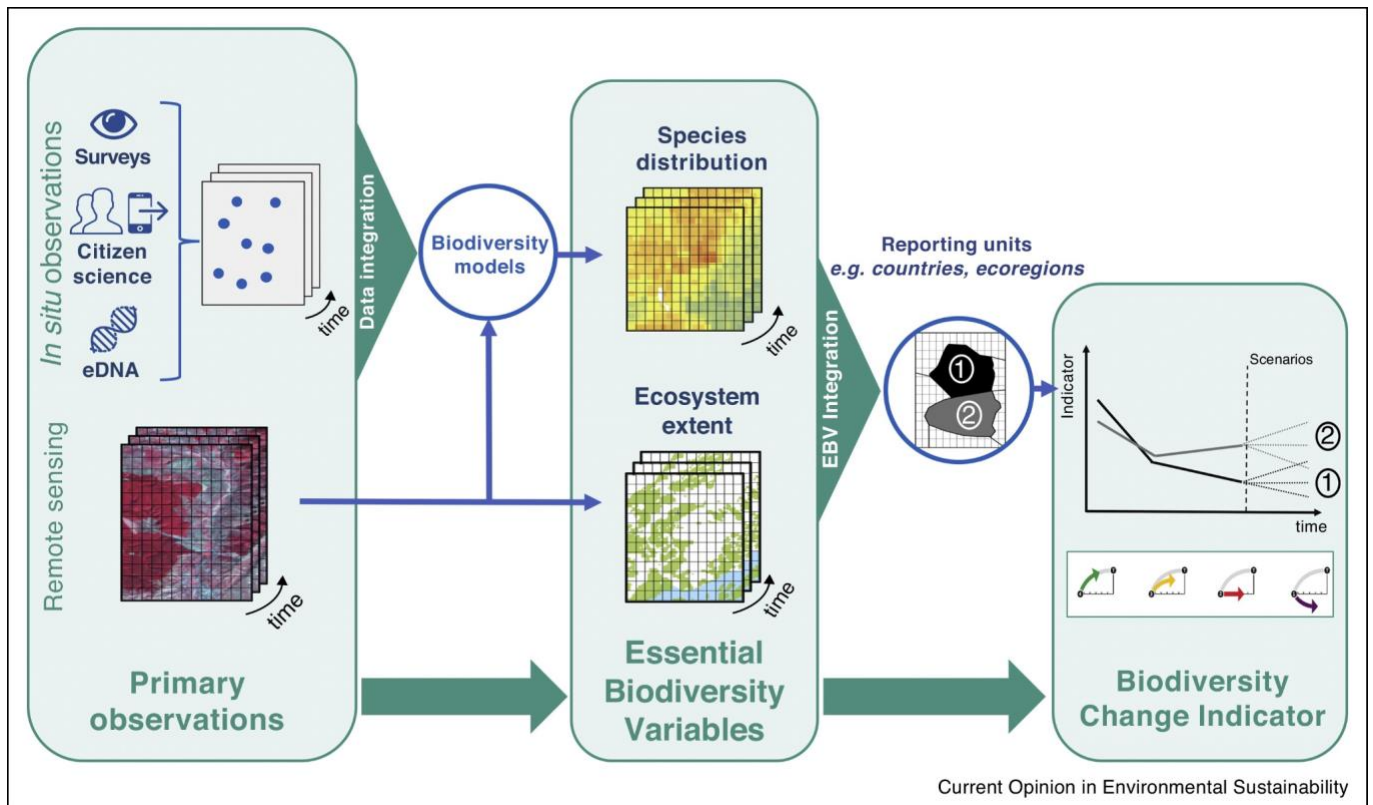 In situ observations
Surveys
Citizen
science
eDNA
time
Remote sensing
time
Primary
observations
Data integration
Biodiversity
models
Species
distribution
time
Ecosystem
extent
time
Essential
Biodiversity
Variables
EBV Integration
Reporting units
e.g. countries, ecoregions
①
②
Indicator
Scenarios
②
①
time
Biodiversity
Change Indicator
Current Opinion in Environmental Sustainability